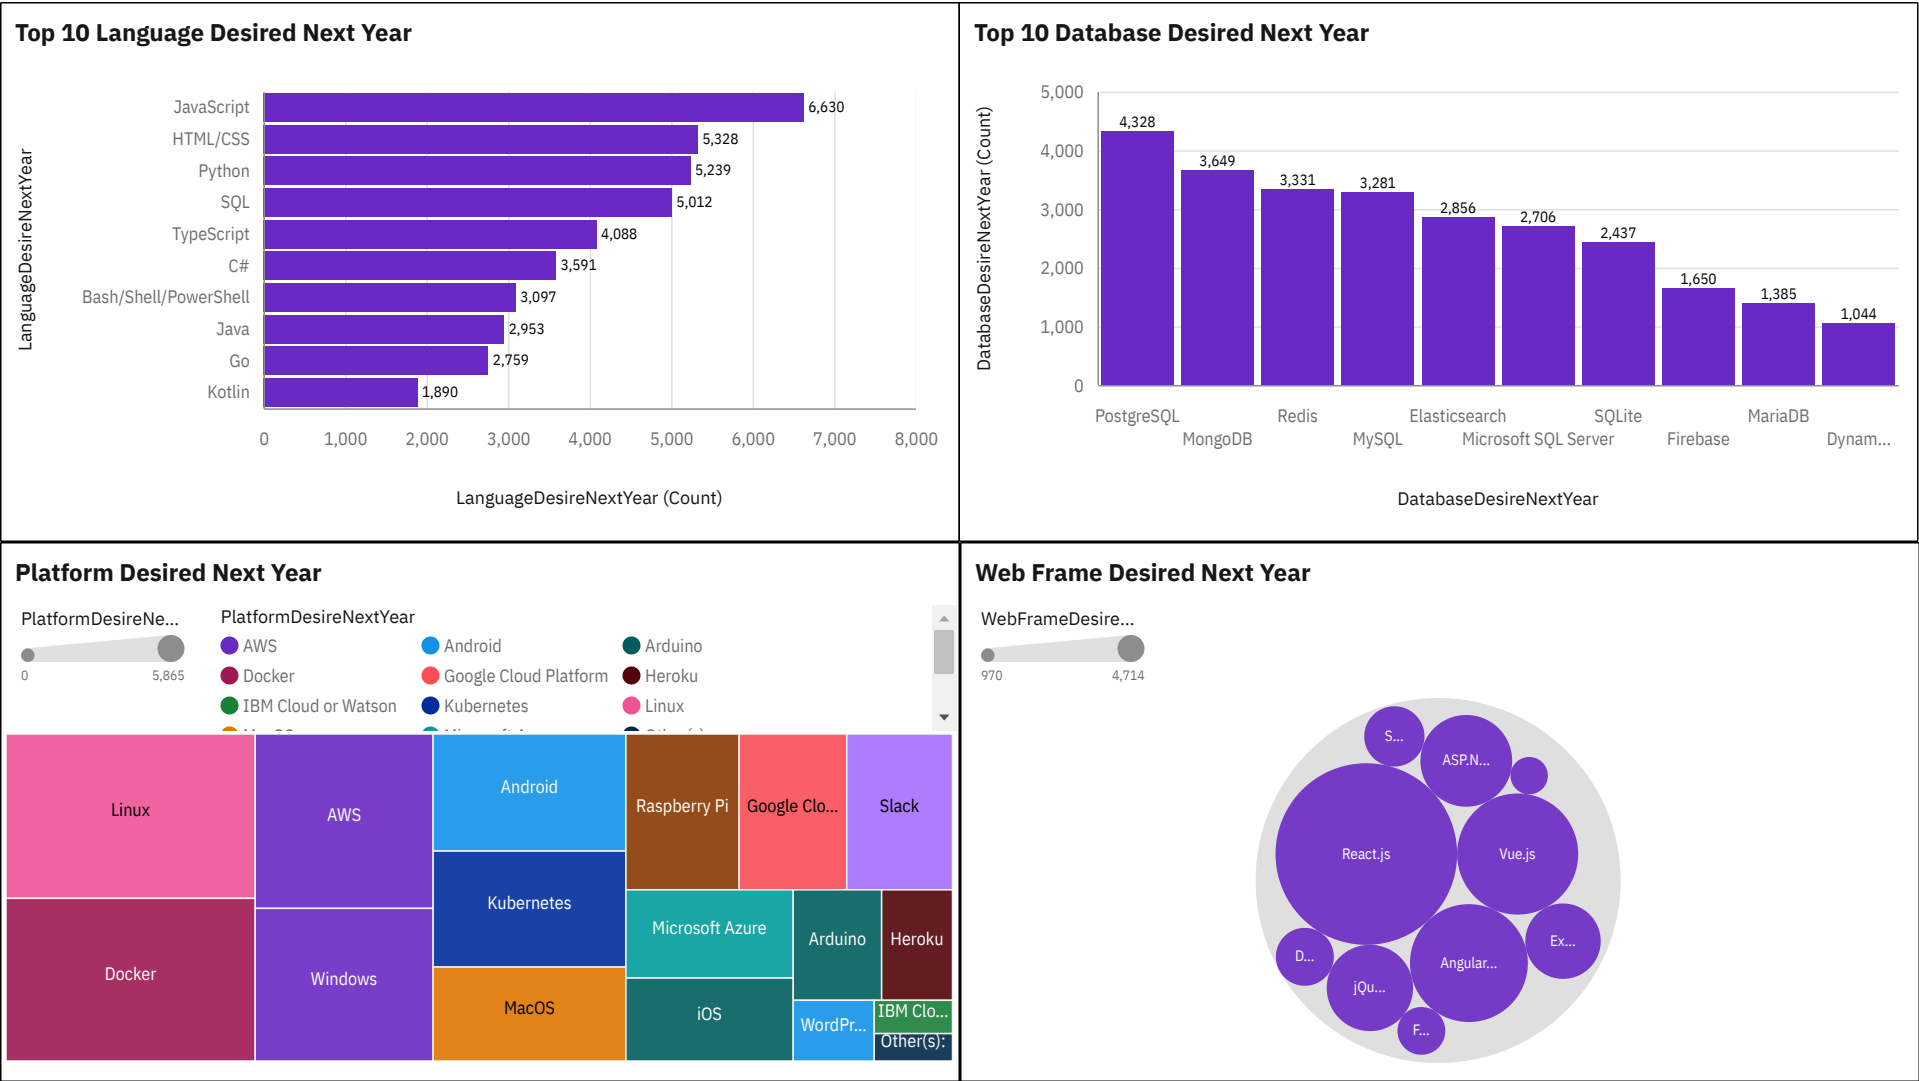 Top 10 Language Desired Next Year
LanguageDesireNextYear
JavaScript 6,630
HTML/CSS 5,328
Python 5,239
SQL 5,012
TypeScript 4,088
C# 3,591
Bash/Shell/PowerShell 3,097
Java 2,953
Go 2,759
Kotlin 1,890
0 1,000 2,000 3,000 4,000 5,000 6,000 7,000 8,000
LanguageDesireNextYear (Count)
Top 10 Database Desired Next Year
DatabaseDesireNextYear (Count)
5,000
4,000
3,000
2,000
1,000
0
4,328
3,649
3,331
3,281
2,856
2,706
2,437
1,650
1,385
1,044
PostgreSQL Redis Elasticsearch SQLite MariaDB
MongoDB MySQL Microsoft SQL Server Firebase Dynam...
DatabaseDesireNextYear
Platform Desired Next Year
PlatformDesireNe...
0 5,865
PlatformDesireNextYear
AWS Android Arduino
Docker Google Cloud Platform Heroku
IBM Cloud or Watson Kubernetes Linux
Linux
Docker
AWS
Windows
Android
Kubernetes
MacOS
Raspberry Pi
Google Clo...
Slack
Microsoft Azure
iOS
Arduino
Heroku
WordPr...
IBM Clo...
Other(s):
Web Frame Desired Next Year
WebFrameDesire...
970 4,714
S...
ASP.N...
React.js
Vue.js
Ex...
D...
jQu...
Angular...
F...